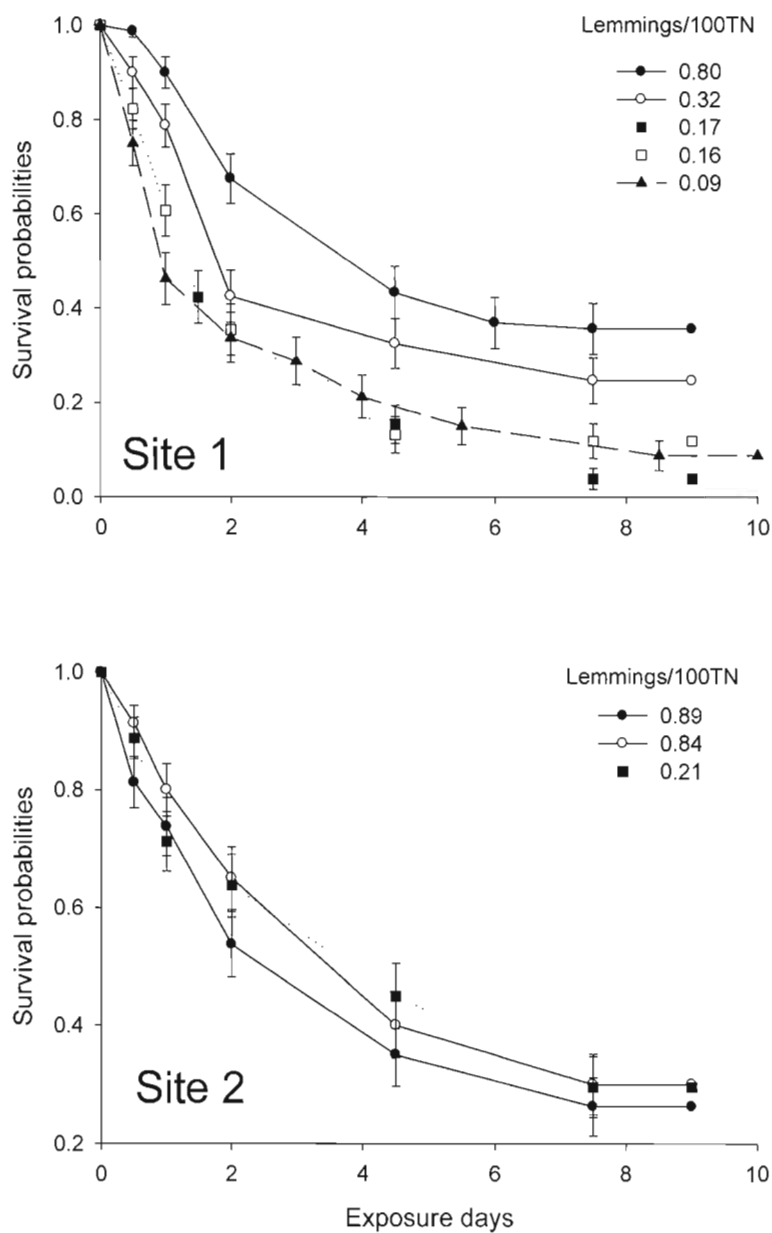 Lemmings/100TN
0.80
0.32
0.17
0.16
0.09
1.0
0.8
0.6
0.4
0.2
0.0
Survival probabilities
Site 1
0 2 4 6 8 10
Lemmings/100TN
0.89
0.84
0.21
1.0
0.8
0.6
0.4
0.2
Survival probabilities
Site 2
0 2 4 6 8 10
Exposure days